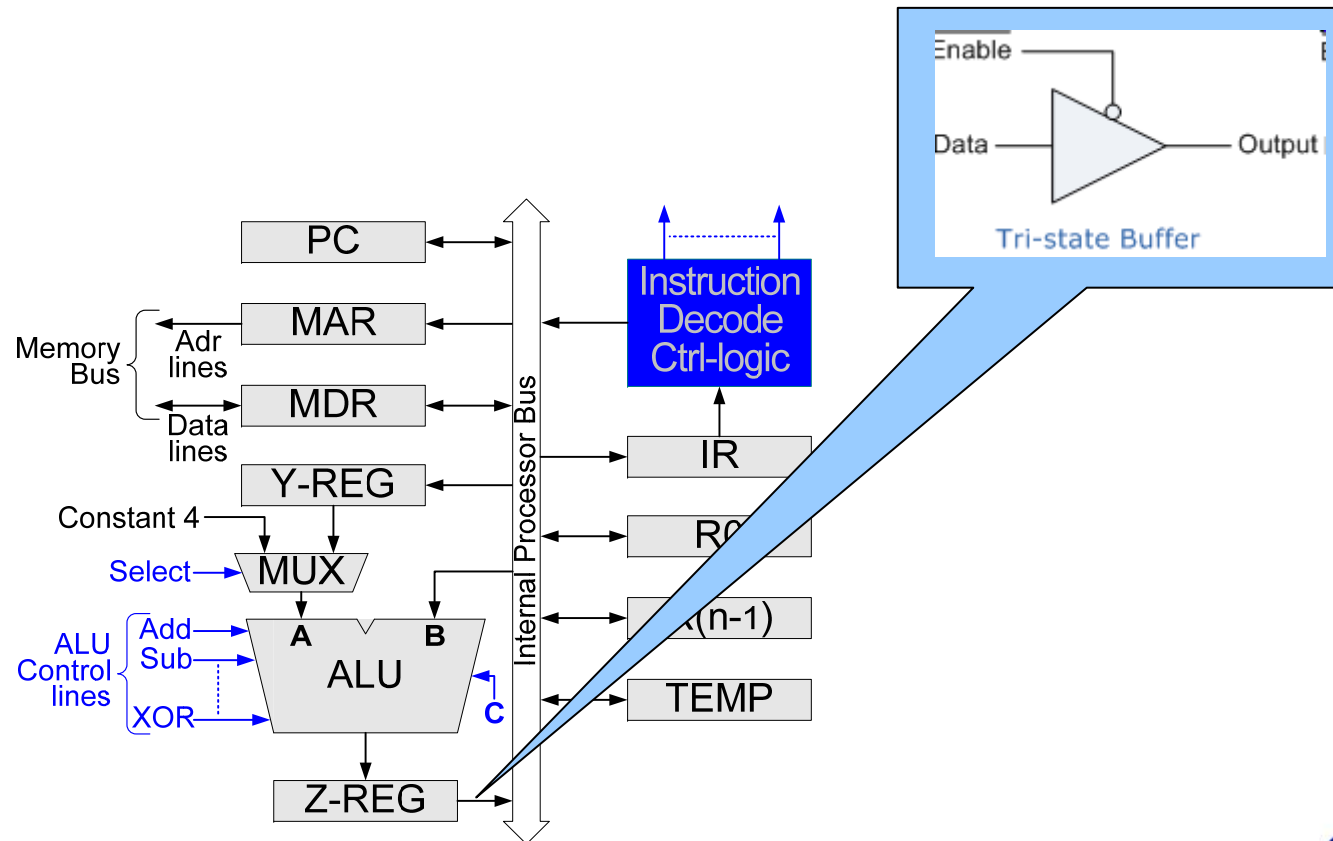 Enable
Data
Output
Tri-state Buffer
PC
Instruction
Decode
Ctrl-logic
MAR
Memory
Bus
Adr
lines
MDR
Data
lines
Internal Processor Bus
IR
Y-REG
Constant 4
MUX
Select
A
B
ALU
Control
lines
Add
Sub
XOR
ALU
C
(n-1)
TEMP
Z-REG